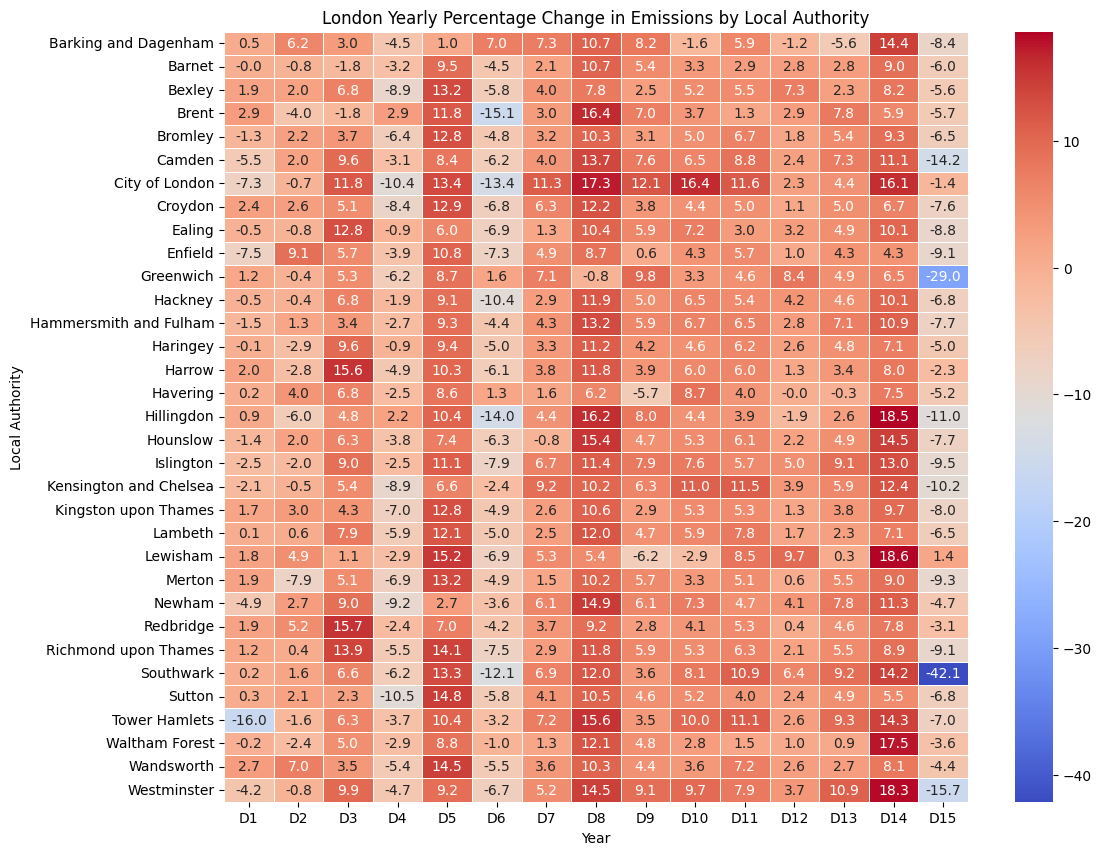 London Yearly Percentage Change in Emissions by Local Authority
Barking and Dagenham 0.5 6.2 3.0 -4.5 1.0 7.0 7.3 10.7 8.2 -1.6 5.9 -1.2 -5.6 14.4 -8.4
Barnet -0.0 -0.8 -1.8 -3.2 9.5 -4.5 2.1 10.7 5.4 3.3 2.9 2.8 2.8 9.0 -6.0
Bexley 1.9 2.0 6.8 -8.9 13.2 -5.8 4.0 7.8 2.5 5.2 5.5 7.3 2.3 8.2 -5.6
Brent 2.9 -4.0 -1.8 2.9 11.8 -15.1 3.0 16.4 7.0 3.7 1.3 2.9 7.8 5.9 -5.7
Bromley -1.3 2.2 3.7 -6.4 12.8 -4.8 3.2 10.3 3.1 5.0 6.7 1.8 5.4 9.3 -6.5
Camden -5.5 2.0 9.6 -3.1 8.4 -6.2 4.0 13.7 7.6 6.5 8.8 2.4 7.3 11.1 -14.2
City of London -7.3 -0.7 11.8 -10.4 13.4 -13.4 11.3 17.3 12.1 16.4 11.6 2.3 4.4 16.1 -1.4
Croydon 2.4 2.6 5.1 -8.4 12.9 -6.8 6.3 12.2 3.8 4.4 5.0 1.1 5.0 6.7 -7.6
Ealing -0.5 -0.8 12.8 -0.9 6.0 -6.9 1.3 10.4 5.9 7.2 3.0 3.2 4.9 10.1 -8.8
Enfield -7.5 9.1 5.7 -3.9 10.8 -7.3 4.9 8.7 0.6 4.3 5.7 1.0 4.3 4.3 -9.1
Greenwich 1.2 -0.4 5.3 -6.2 8.7 1.6 7.1 -0.8 9.8 3.3 4.6 8.4 4.9 6.5 -29.0
Hackney -0.5 -0.4 6.8 -1.9 9.1 -10.4 2.9 11.9 5.0 6.5 5.4 4.2 4.6 10.1 -6.8
Hammersmith and Fulham -1.5 1.3 3.4 -2.7 9.3 -4.4 4.3 13.2 5.9 6.7 6.5 2.8 7.1 10.9 -7.7
Haringey -0.1 -2.9 9.6 -0.9 9.4 -5.0 3.3 11.2 4.2 4.6 6.2 2.6 4.8 7.1 -5.0
Harrow 2.0 -2.8 15.6 -4.9 10.3 -6.1 3.8 11.8 3.9 6.0 6.0 1.3 3.4 8.0 -2.3
Havering 0.2 4.0 6.8 -2.5 8.6 1.3 1.6 6.2 -5.7 8.7 4.0 -0.0 -0.3 7.5 -5.2
Hillingdon 0.9 -6.0 4.8 2.2 10.4 -14.0 4.4 16.2 8.0 4.4 3.9 -1.9 2.6 18.5 -11.0
Hounslow -1.4 2.0 6.3 -3.8 7.4 -6.3 -0.8 15.4 4.7 5.3 6.1 2.2 4.9 14.5 -7.7
Islington -2.5 -2.0 9.0 -2.5 11.1 -7.9 6.7 11.4 7.9 7.6 5.7 5.0 9.1 13.0 -9.5
Kensington and Chelsea -2.1 -0.5 5.4 -8.9 6.6 -2.4 9.2 10.2 6.3 11.0 11.5 3.9 5.9 12.4 -10.2
Kingston upon Thames 1.7 3.0 4.3 -7.0 12.8 -4.9 2.6 10.6 2.9 5.3 5.3 1.3 3.8 9.7 -8.0
Lambeth 0.1 0.6 7.9 -5.9 12.1 -5.0 2.5 12.0 4.7 5.9 7.8 1.7 2.3 7.1 -6.5
Lewisham 1.8 4.9 1.1 -2.9 15.2 -6.9 5.3 5.4 -6.2 -2.9 8.5 9.7 0.3 18.6 1.4
Merton 1.9 -7.9 5.1 -6.9 13.2 -4.9 1.5 10.2 5.7 3.3 5.1 0.6 5.5 9.0 -9.3
Newham -4.9 2.7 9.0 -9.2 2.7 -3.6 6.1 14.9 6.1 7.3 4.7 4.1 7.8 11.3 -4.7
Redbridge 1.9 5.2 15.7 -2.4 7.0 -4.2 3.7 9.2 2.8 4.1 5.3 0.4 4.6 7.8 -3.1
Richmond upon Thames 1.2 0.4 13.9 -5.5 14.1 -7.5 2.9 11.8 5.9 5.3 6.3 2.1 5.5 8.9 -9.1
Southwark 0.2 1.6 6.6 -6.2 13.3 -12.1 6.9 12.0 3.6 8.1 10.9 6.4 9.2 14.2 -42.1
Sutton 0.3 2.1 2.3 -10.5 14.8 -5.8 4.1 10.5 4.6 5.2 4.0 2.4 4.9 5.5 -6.8
Tower Hamlets -16.0 -1.6 6.3 -3.7 10.4 -3.2 7.2 15.6 3.5 10.0 11.1 2.6 9.3 14.3 -7.0
Waltham Forest -0.2 -2.4 5.0 -2.9 8.8 -1.0 1.3 12.1 4.8 2.8 1.5 1.0 0.9 17.5 -3.6
Wandsworth 2.7 7.0 3.5 -5.4 14.5 -5.5 3.6 10.3 4.4 3.6 7.2 2.6 2.7 8.1 -4.4
Westminster -4.2 -0.8 9.9 -4.7 9.2 -6.7 5.2 14.5 9.1 9.7 7.9 3.7 10.9 18.3 -15.7
D1 D2 D3 D4 D5 D6 D7 D8 D9 D10 D11 D12 D13 D14 D15
Year
Local Authority
10
0
−10
−20
−30
−40